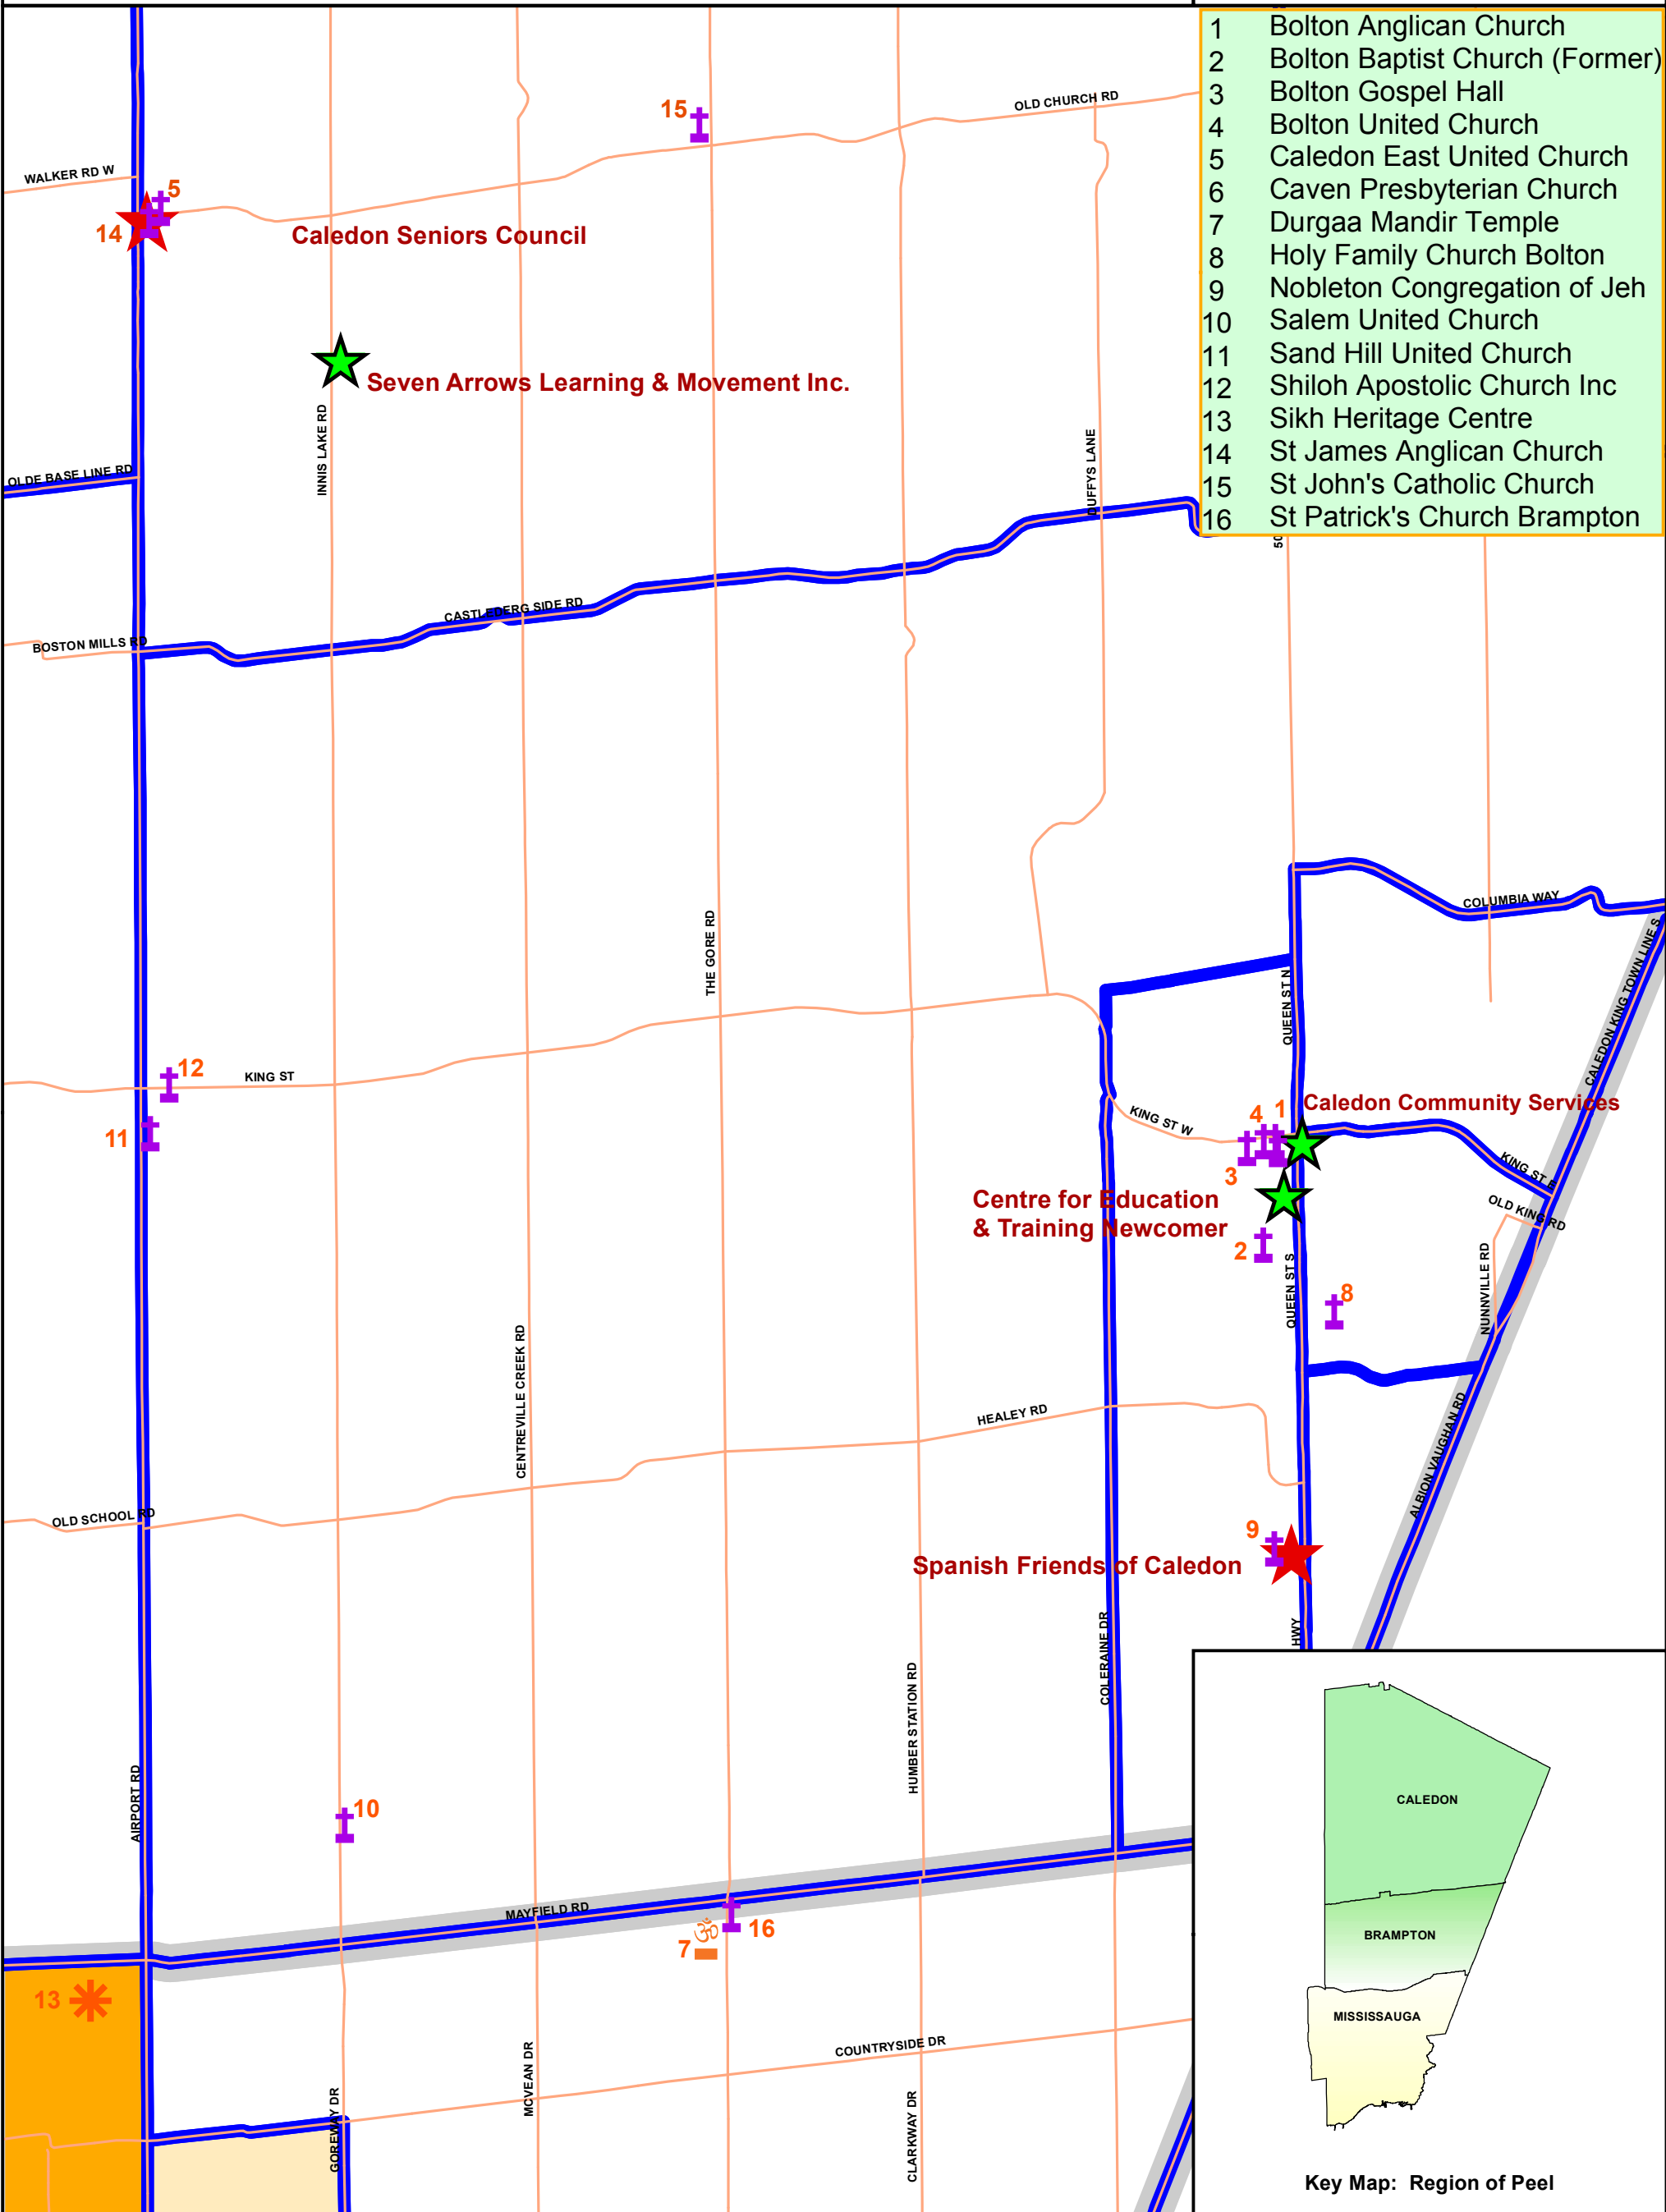 1 Bolton Anglican Church
2 Bolton Baptist Church (Former)
3 Bolton Gospel Hall
4 Bolton United Church
5 Caledon East United Church
6 Caven Presbyterian Church
7 Durgaa Mandir Temple
8 Holy Family Church Bolton
9 Nobleton Congregation of Jeh
10 Salem United Church
11 Sand Hill United Church
12 Shiloh Apostolic Church Inc
13 Sikh Heritage Centre
14 St James Anglican Church
15 St John's Catholic Church
16 St Patrick's Church Brampton
OLD CHURCH RD
15
WALKER RD W
5
14
Caledon Seniors Council
Seven Arrows Learning & Movement Inc.
INNIS LAKE RD
OLDE BASE LINE RD
DUFFYS LANE
50
CASTLEDERG SIDE RD
BOSTON MILLS RD
COLUMBIA WAY
THE GORE RD
QUEEN ST N
CALEDON KING TOWN LINE S
12
KING ST
11
KING ST W
4
1
Caledon Community Services
3
KING ST E
OLD KING RD
Centre for Education
& Training Newcomer
2
QUEEN ST S
NUNNVILLE RD
8
CENTREVILLE CREEK RD
HEALEY RD
ALBION VAUGHAN RD
OLD SCHOOL RD
9
Spanish Friends of Caledon
HWY
COLERAINE DR
HUMBER STATION RD
AIRPORT RD
10
MAYFIELD RD
ॐ
7
16
13
COUNTRYSIDE DR
MCVEAN DR
GOREWAY DR
CLARKWAY DR
CALEDON
BRAMPTON
MISSISSAUGA
Key Map: Region of Peel